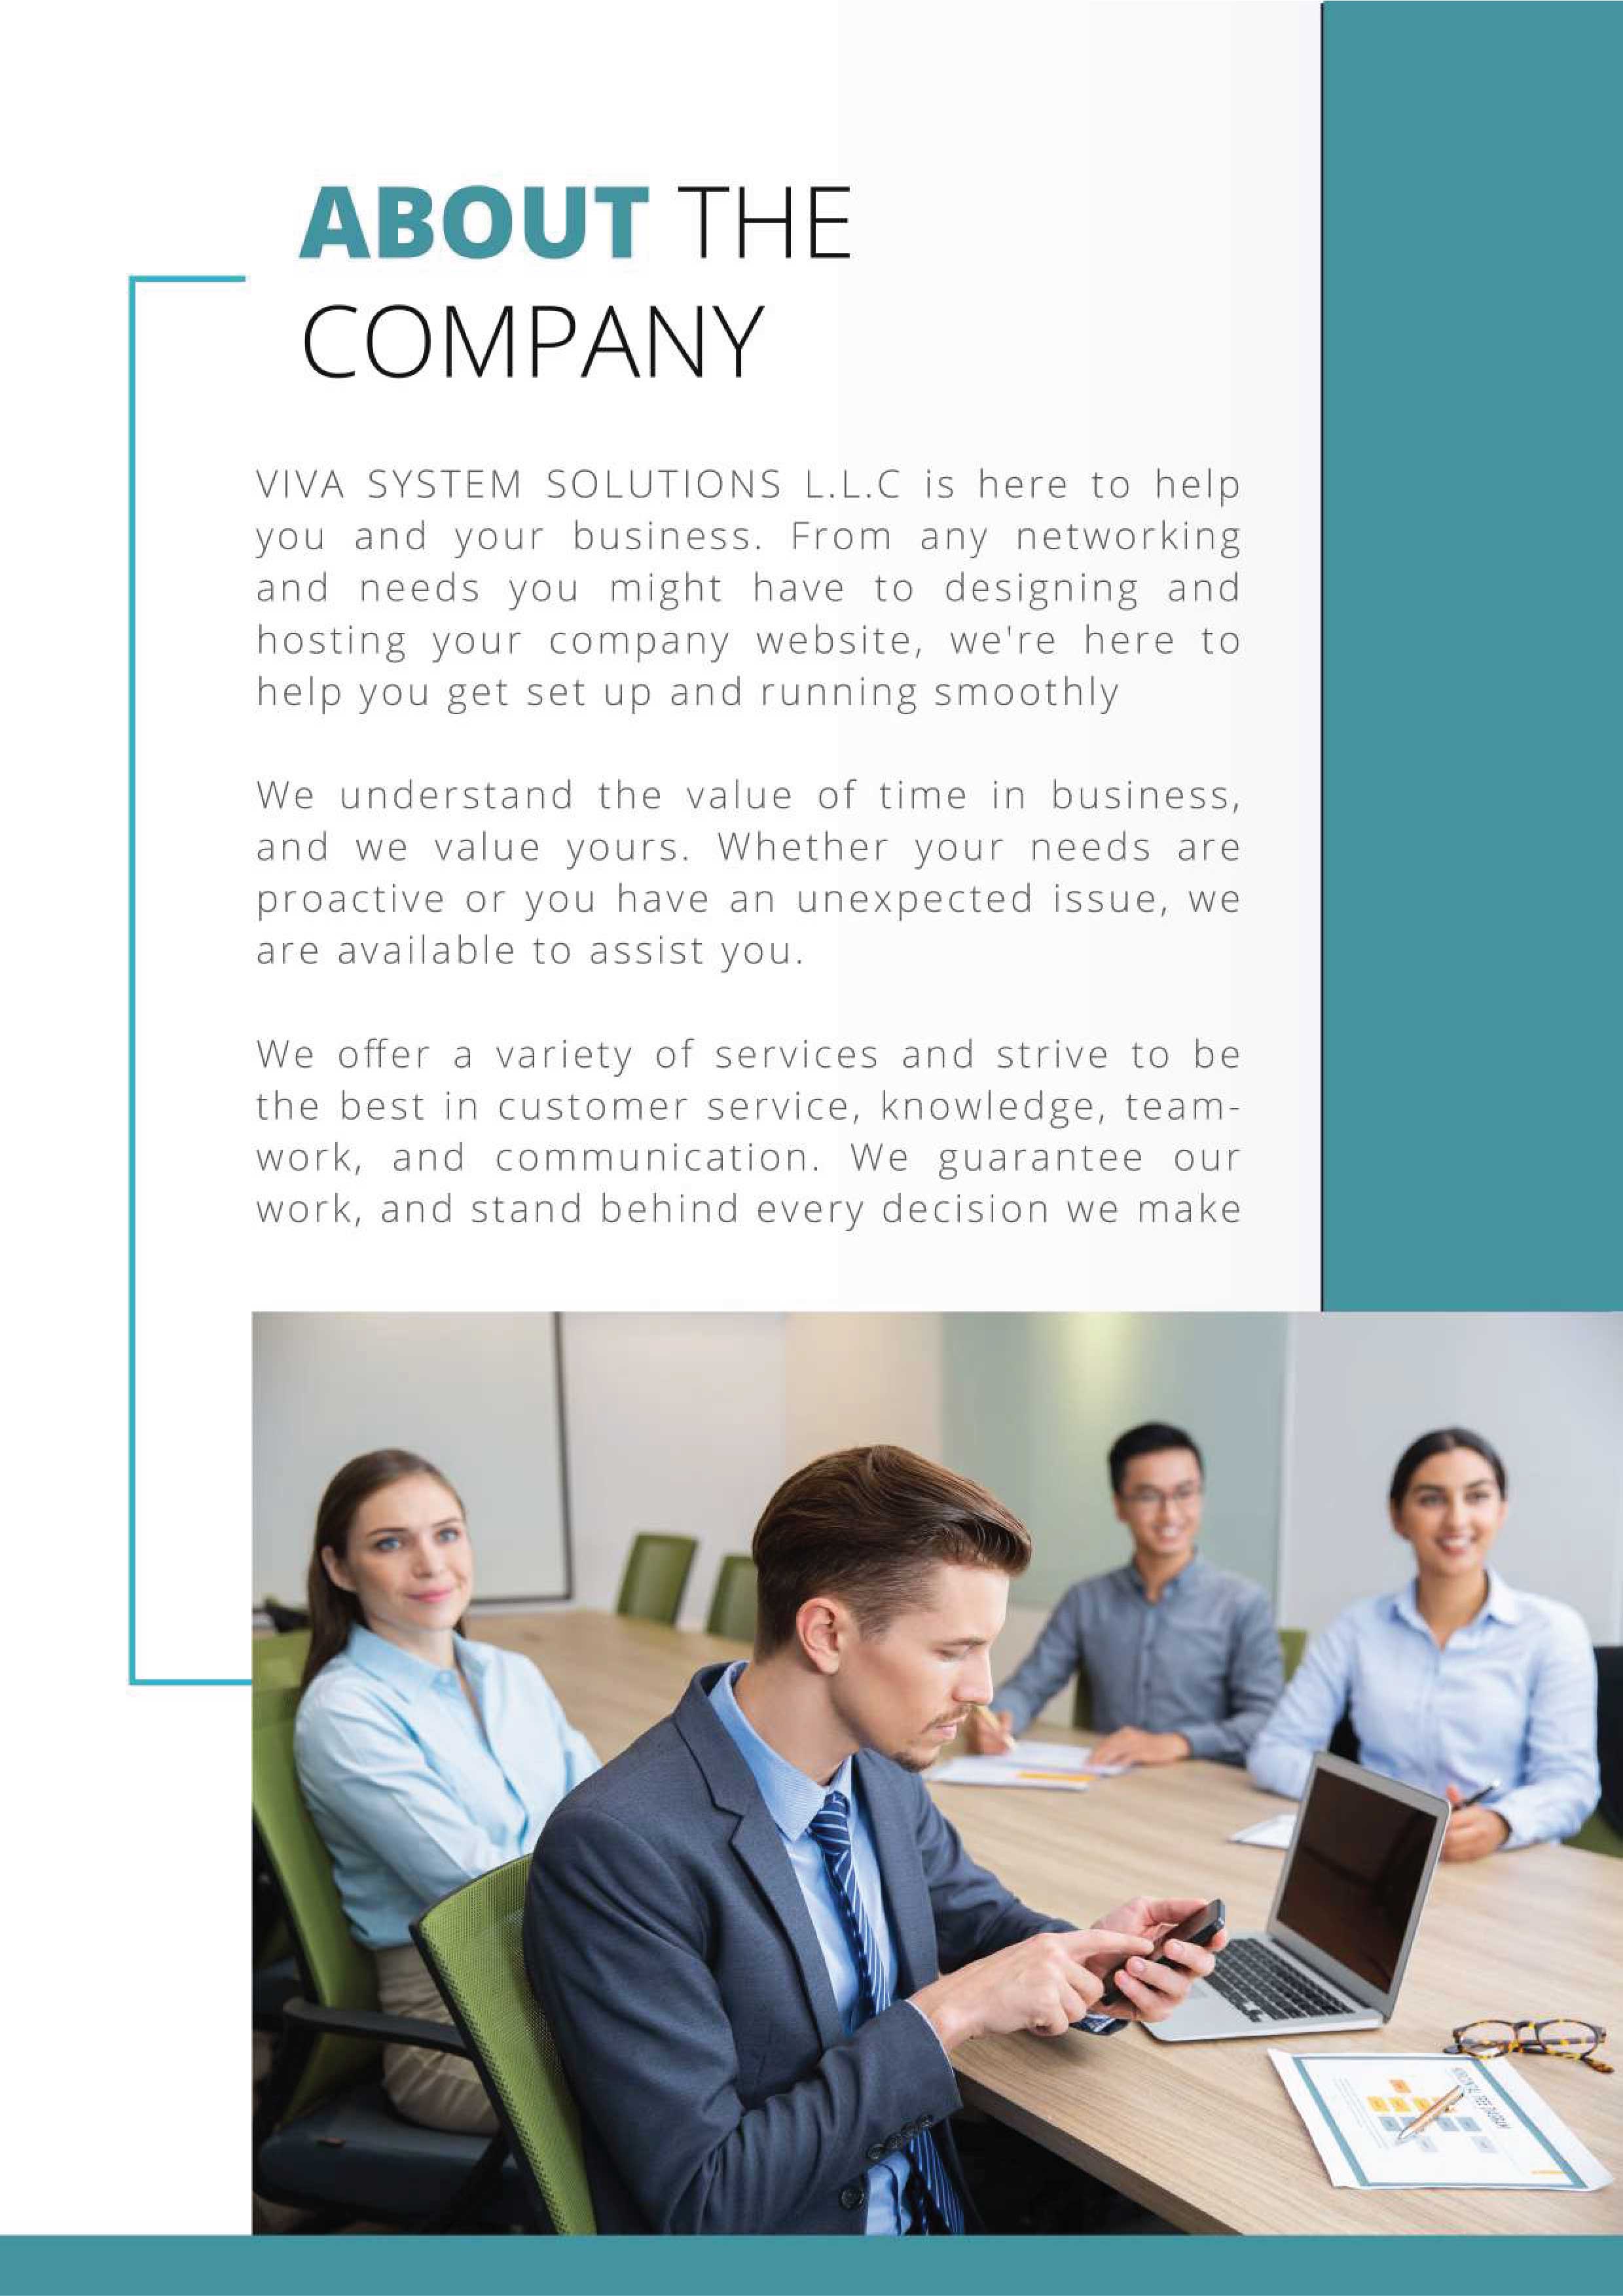 ABOUT THE
COMPANY
VIVA SYSTEM SOLUTIONS L.L.C is here to help
you and your business. From any networking
and needs you might have to designing and
hosting your company website, we're here to
help you get set up and running smoothly
We understand the value of time in business,
and we value yours. Whether your needs are
proactive or you have an unexpected issue, we
are available to assist you.
We offer a variety of services and strive to be
the best in customer service, knowledge, team-
work, and communication. We guarantee our
work, and stand behind every decision we make